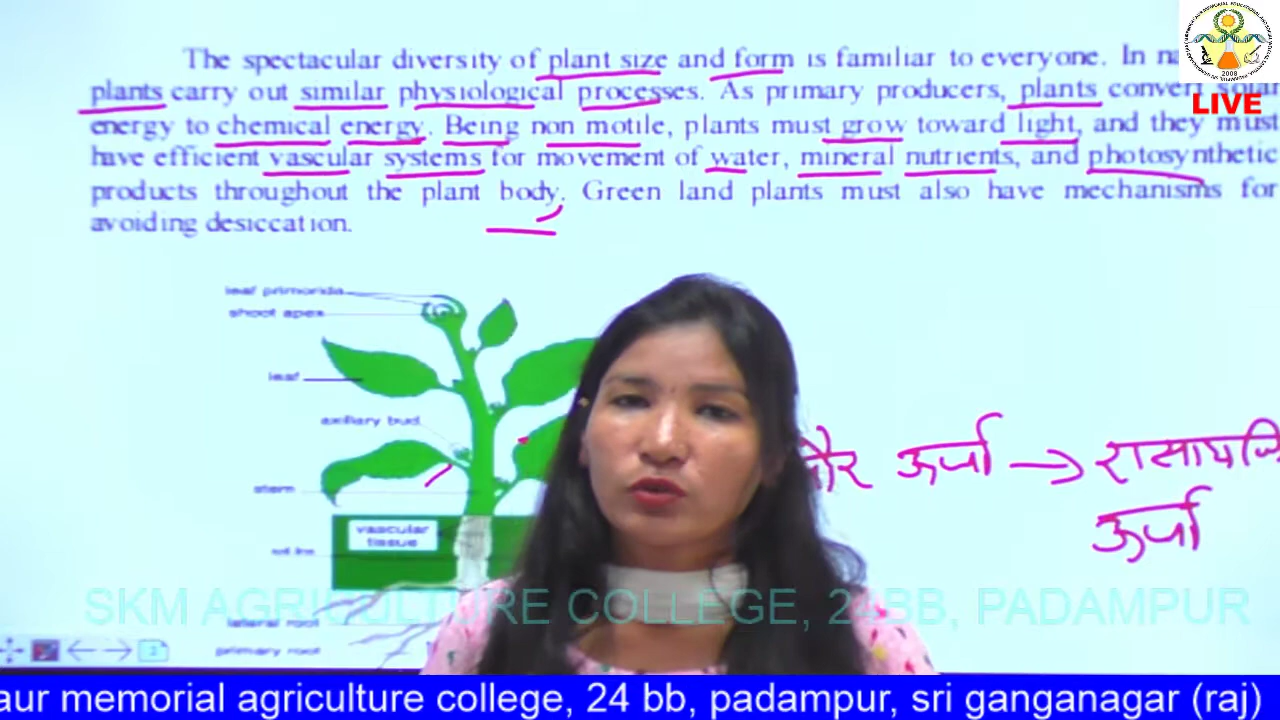 The spectacular diversity of plant size and form is familiar to everyone. In
plants carry out similar physiological processes. As primary producers, plants convert solar
energy to chemical energy. Being non motile, plants must grow toward light, and they must
have efficient vascular systems for movement of water, mineral nutrients, and photosynthetic
products throughout the plant body. Green land plants must also have mechanisms for
avoiding desiccation.
2008
LIVE
leaf primorida
shoot apex
leaf
axillary bud
stem
vascular
tissue
lateral root
primary root
ऊर्जा →
ऊर्जा
SKM AGRICULTURE COLLEGE, 24BB, PADAMPUR
aur memorial agriculture college, 24 bb, padampur, sri ganganagar (raj)